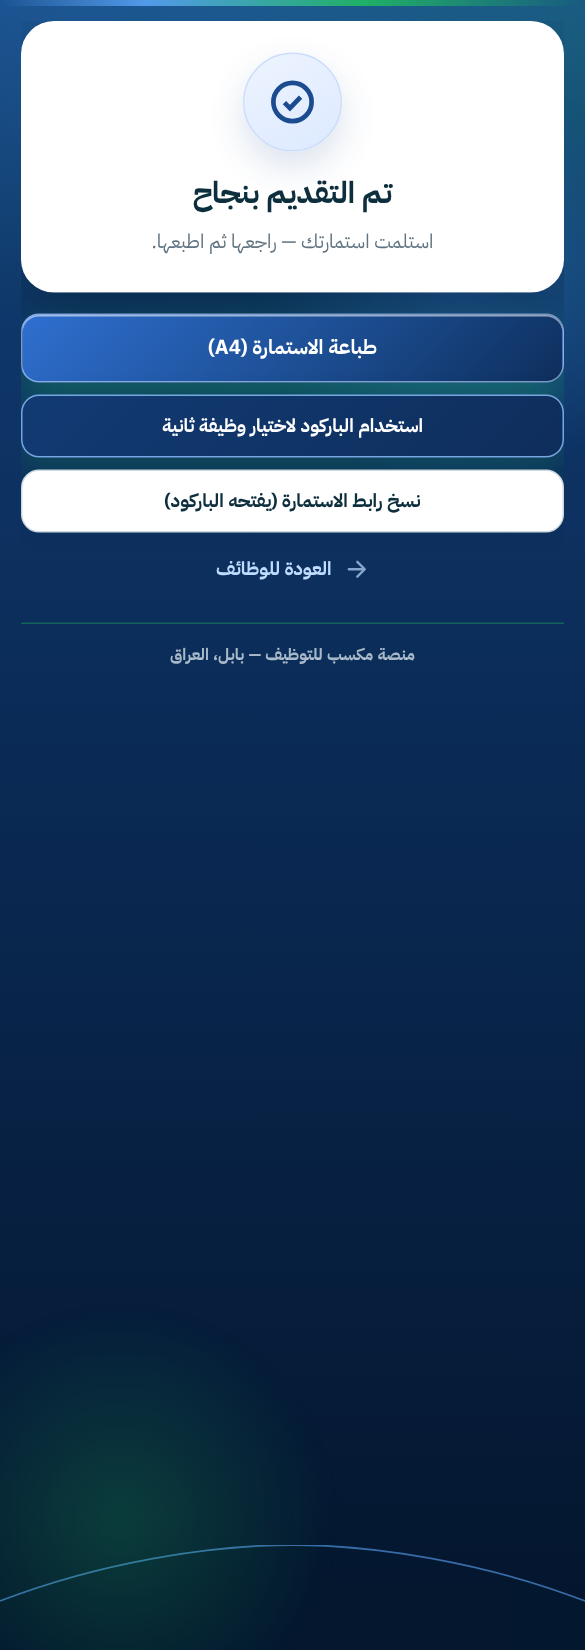 تم التقديم بنجاح
استلمت استمارتك — راجعها ثم اطبعها.
طباعة الاستمارة (A4)
استخدام الباركود لاختيار وظيفة ثانية
نسخ رابط الاستمارة (يفتحه الباركود)
العودة للوظائف
منصة مكسب للتوظيف — بابل، العراق